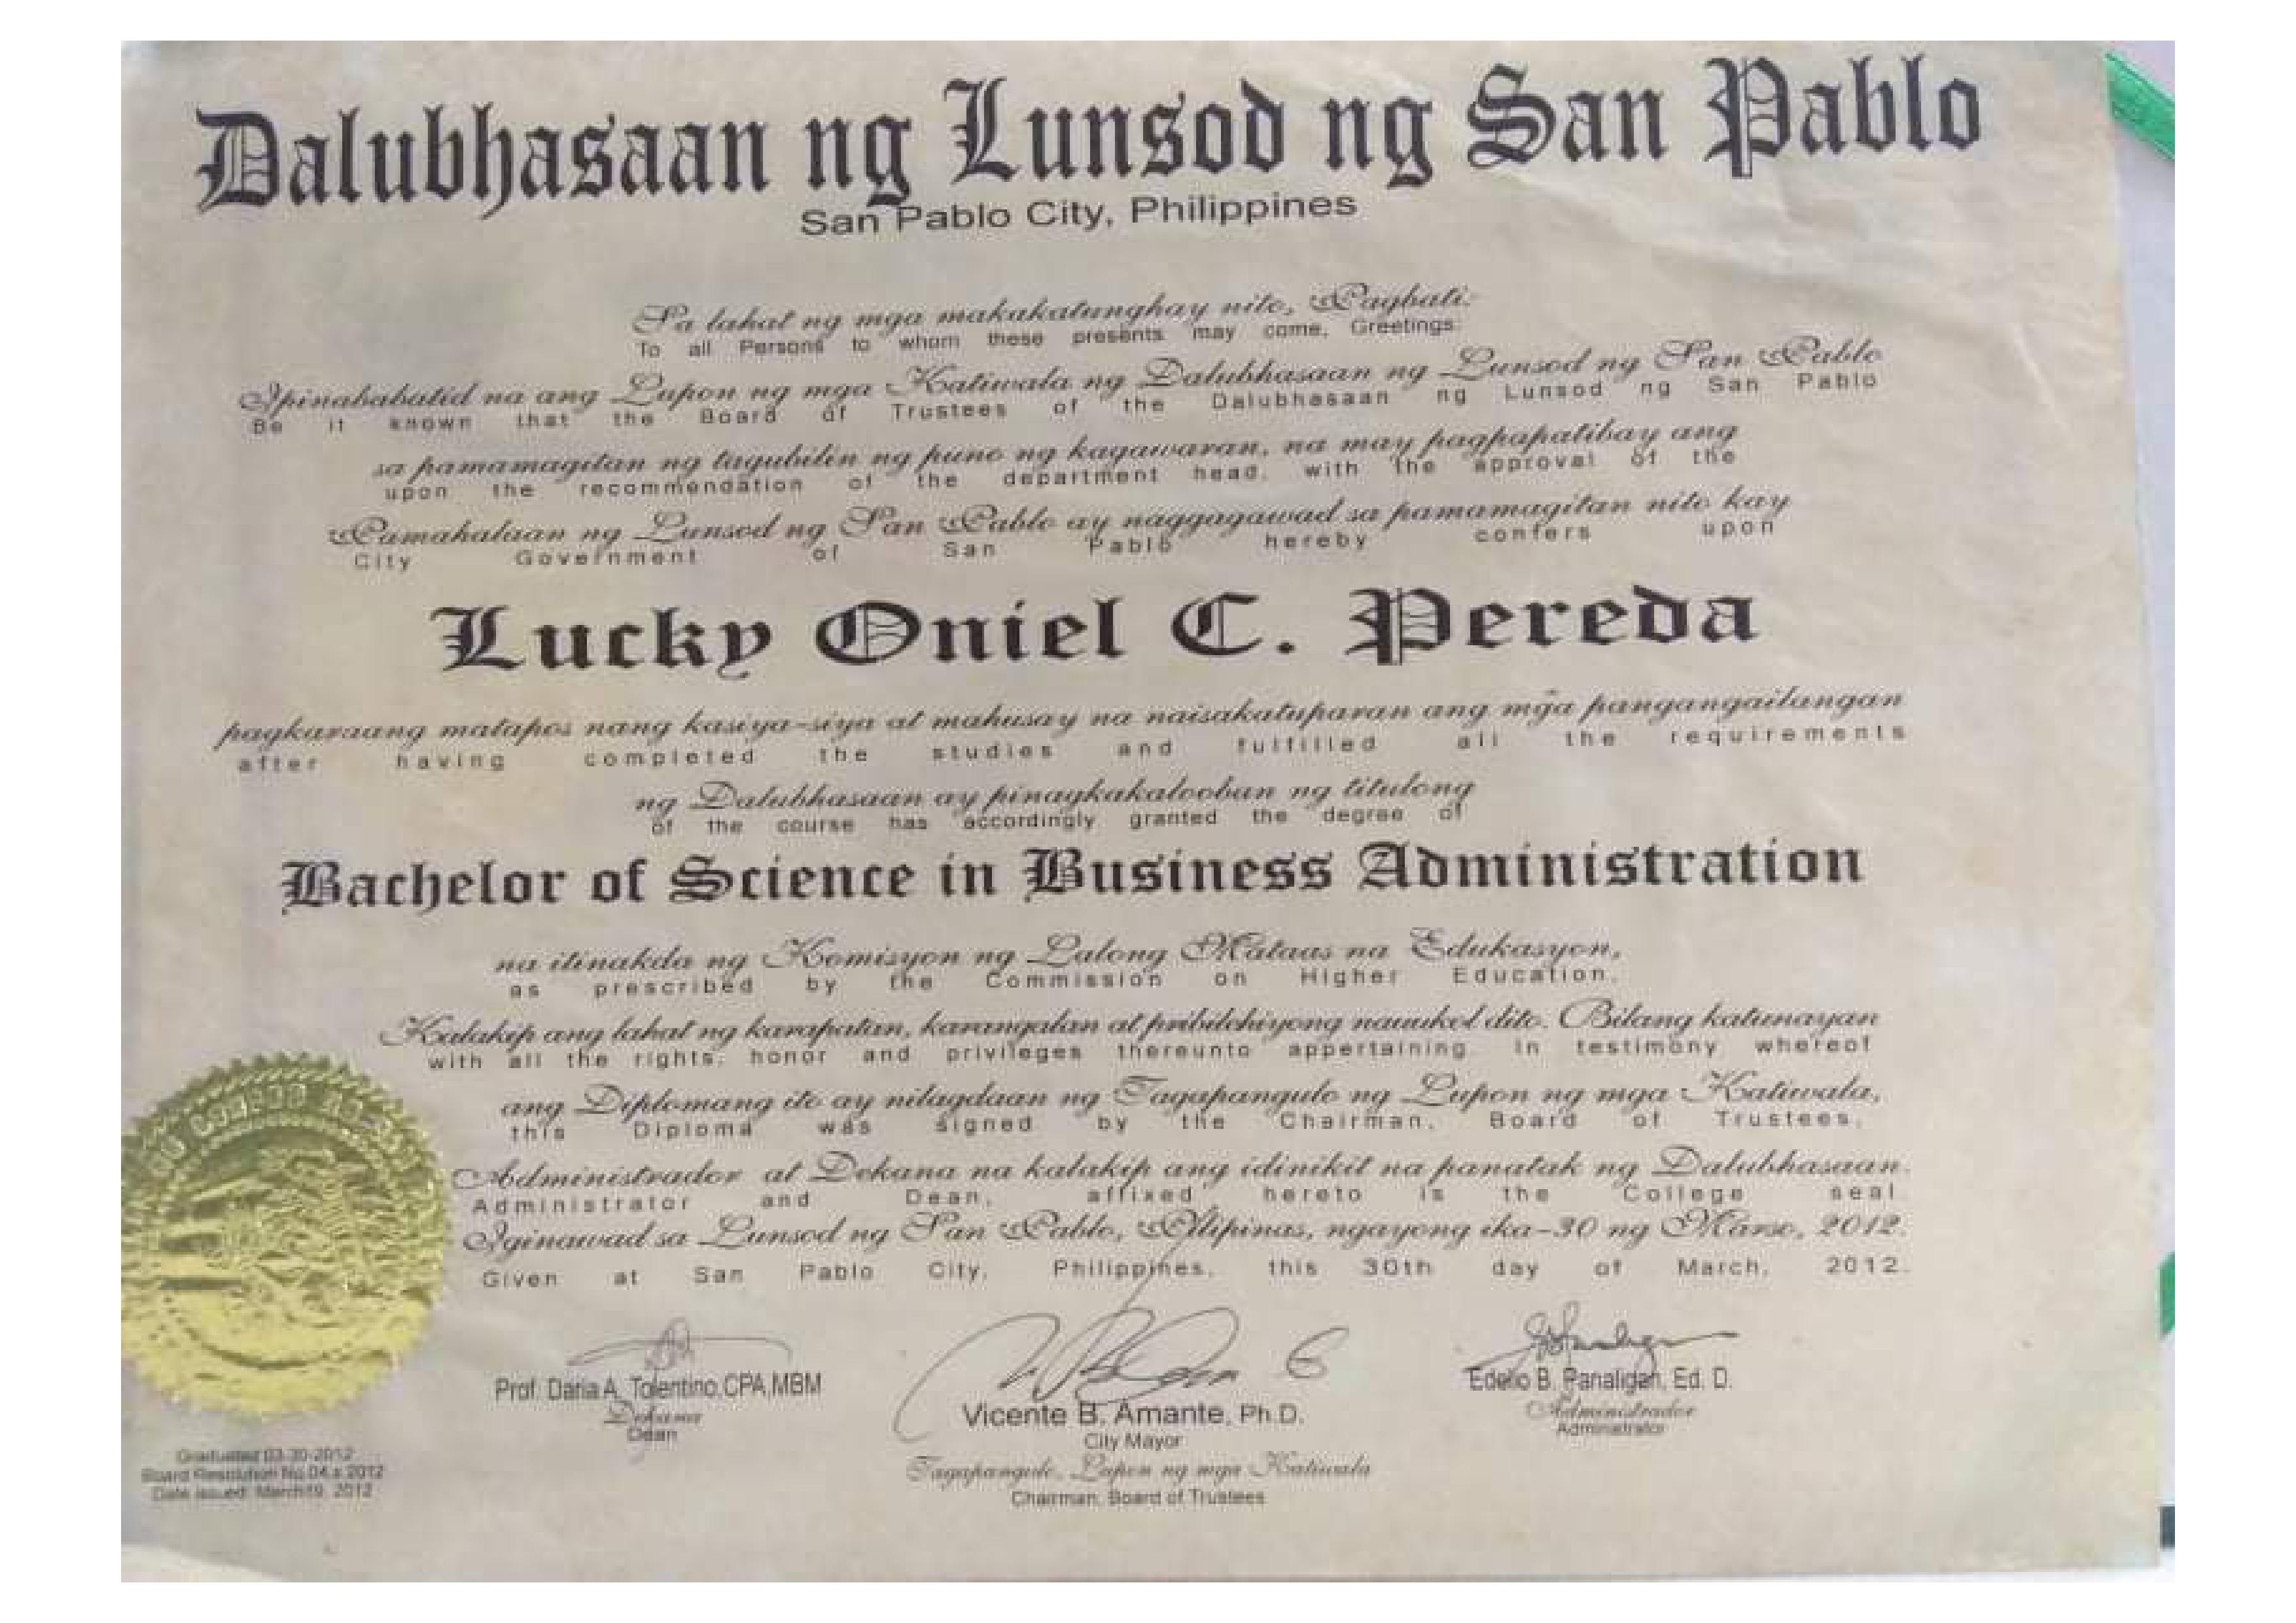 Dalubhasaan ng Lunsod ng San Pablo
San Pablo City, Philippines
Sa lahat ng mga makakatunghay nito, Pagbati:
To all Persons to whom these presents may come, Greetings:
Ipinababatid na ang Lupon ng mga Katiwala ng Dalubhasaan ng Lunsod ng San Pablo
Be it known that the Board of Trustees of the Dalubhasaan ng Lunsod ng San Pablo
sa pamamagitan ng tagubilin ng puno ng kagawaran, na may pagpapatibay ang
upon the recommendation of the department head, with the approval of the
Pamahalaan ng Lunsod ng San Pablo ay naggagawad sa pamamagitan nito kay
City Government of San Pablo hereby confers upon
Lucky Oniel C. Pereda
pagkaraang matapos nang kasiya-siya at mahusay na naisakatuparan ang mga pangangailangan
after having completed the studies and fulfilled all the requirements
ng Dalubhasaan ay pinagkakalooban ng titulong
of the course has accordingly granted the degree of
Bachelor of Science in Business Administration
na itinakda ng Komisyon ng Lalong Mataas na Edukasyon,
as prescribed by the Commission on Higher Education,
Kalakip ang lahat ng karapatan, karangalan at pribilehiyong nauukol dito. Bilang katunayan
with all the rights, honor and privileges thereunto appertaining. In testimony whereof
ang Diplomang ito ay nilagdaan ng Tagapangulo ng Lupon ng mga Katiwala,
this Diploma was signed by the Chairman, Board of Trustees,
Administrador at Dekana na kalakip ang idinikit na panatak ng Dalubhasaan.
Administrator and Dean, affixed hereto is the College seal.
Iginawad sa Lunsod ng San Pablo, Pilipinas, ngayong ika-30 ng Marso, 2012.
Given at San Pablo City, Philippines, this 30th day of March, 2012.
Prof. Daria A. Tolentino, CPA, MBM
Dekana
Dean
Vicente B. Amante, Ph.D.
City Mayor
Tagapangulo, Lupon ng mga Katiwala
Chairman, Board of Trustees
Edelio B. Panaligan, Ed. D.
Administrador
Administrator
Graduated 03-30-2012
Board Resolution No. 04 s 2012
Date issued: March 19, 2012